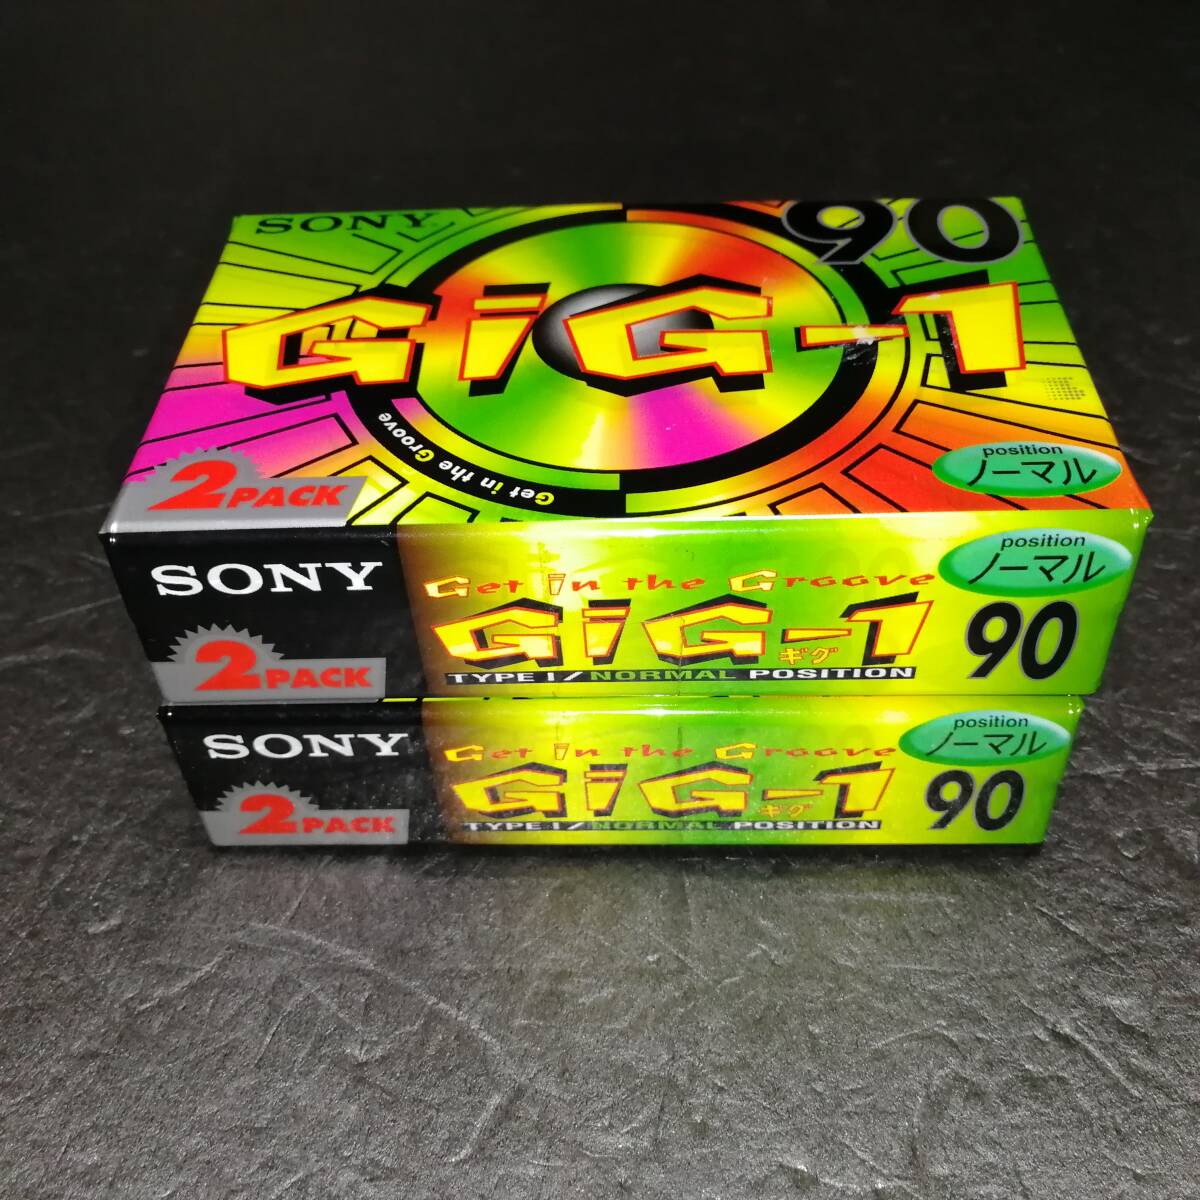 SONY
90
GiG-1
Get in the Groove
2PACK
position
ノーマル
SONY
Get in the Groove
position
ノーマル
GiG-1
ギグ
90
2PACK
TYPE I/NORMAL POSITION
SONY
Get in the Groove
position
ノーマル
GiG-1
ギグ
90
2PACK
TYPE I/NORMAL POSITION